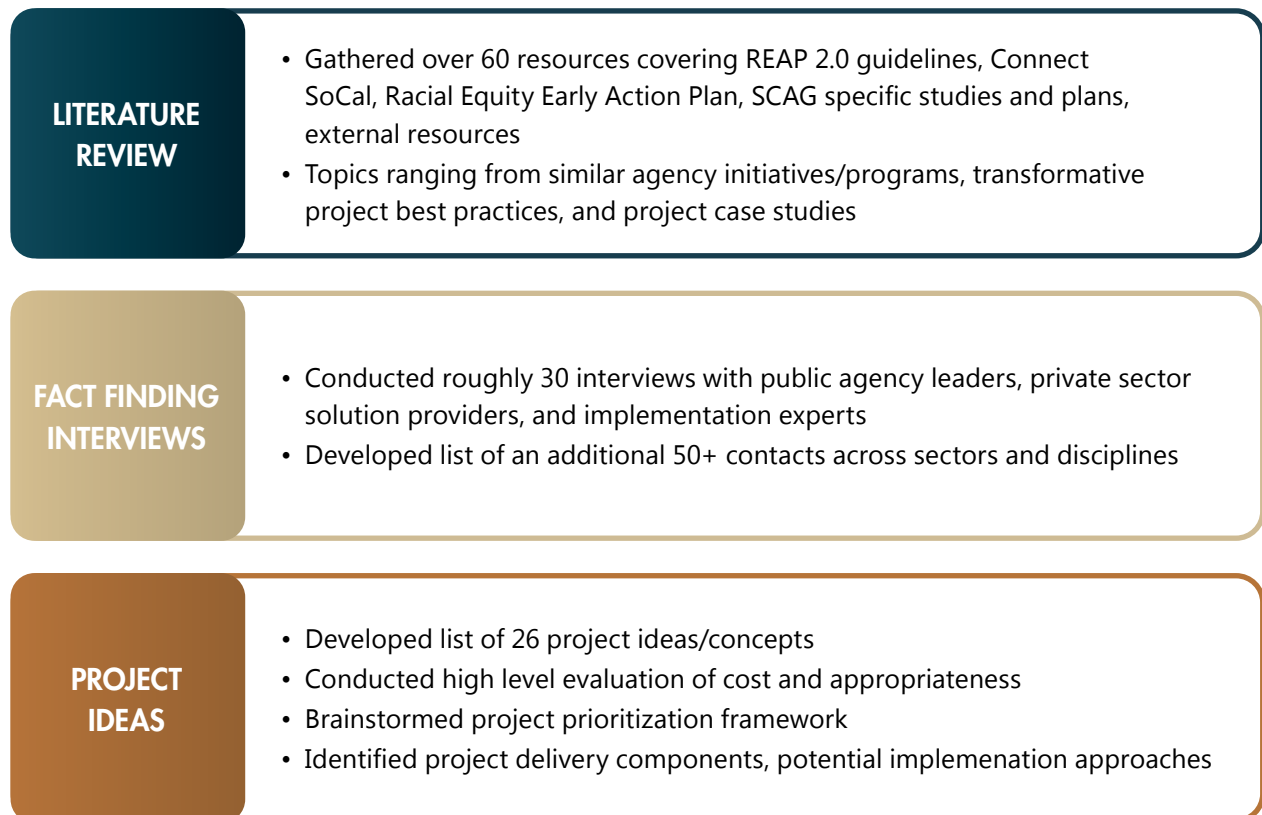 LITERATURE
REVIEW
• Gathered over 60 resources covering REAP 2.0 guidelines, Connect
SoCal, Racial Equity Early Action Plan, SCAG specific studies and plans,
external resources
• Topics ranging from similar agency initiatives/programs, transformative
project best practices, and project case studies
FACT FINDING
INTERVIEWS
• Conducted roughly 30 interviews with public agency leaders, private sector
solution providers, and implementation experts
• Developed list of an additional 50+ contacts across sectors and disciplines
PROJECT
IDEAS
• Developed list of 26 project ideas/concepts
• Conducted high level evaluation of cost and appropriateness
• Brainstormed project prioritization framework
• Identified project delivery components, potential implemenation approaches